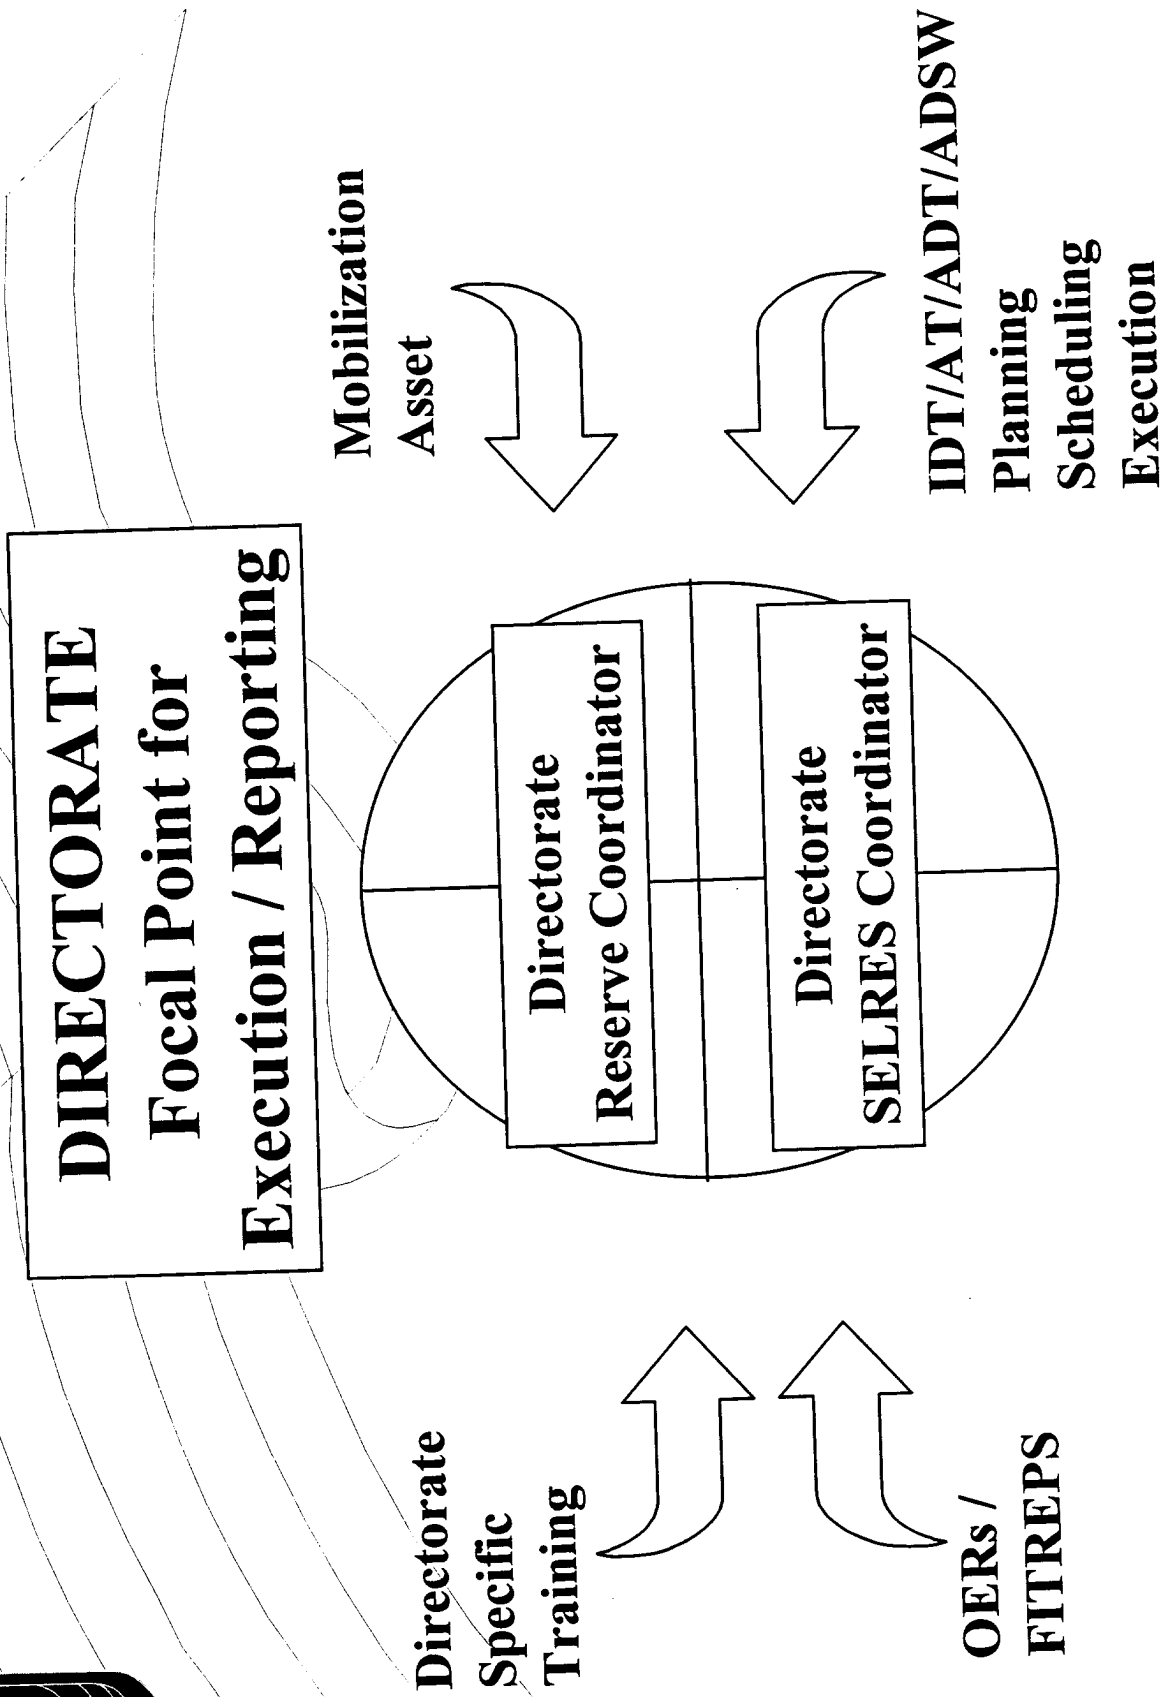 DIRECTORATE
Focal Point for
Execution / Reporting
Directorate
Specific
Training
Mobilization
Asset
Directorate
Reserve Coordinator
Directorate
SELRES Coordinator
OERs /
FITREPS
IDT/AT/ADT/ADSW
Planning
Scheduling
Execution